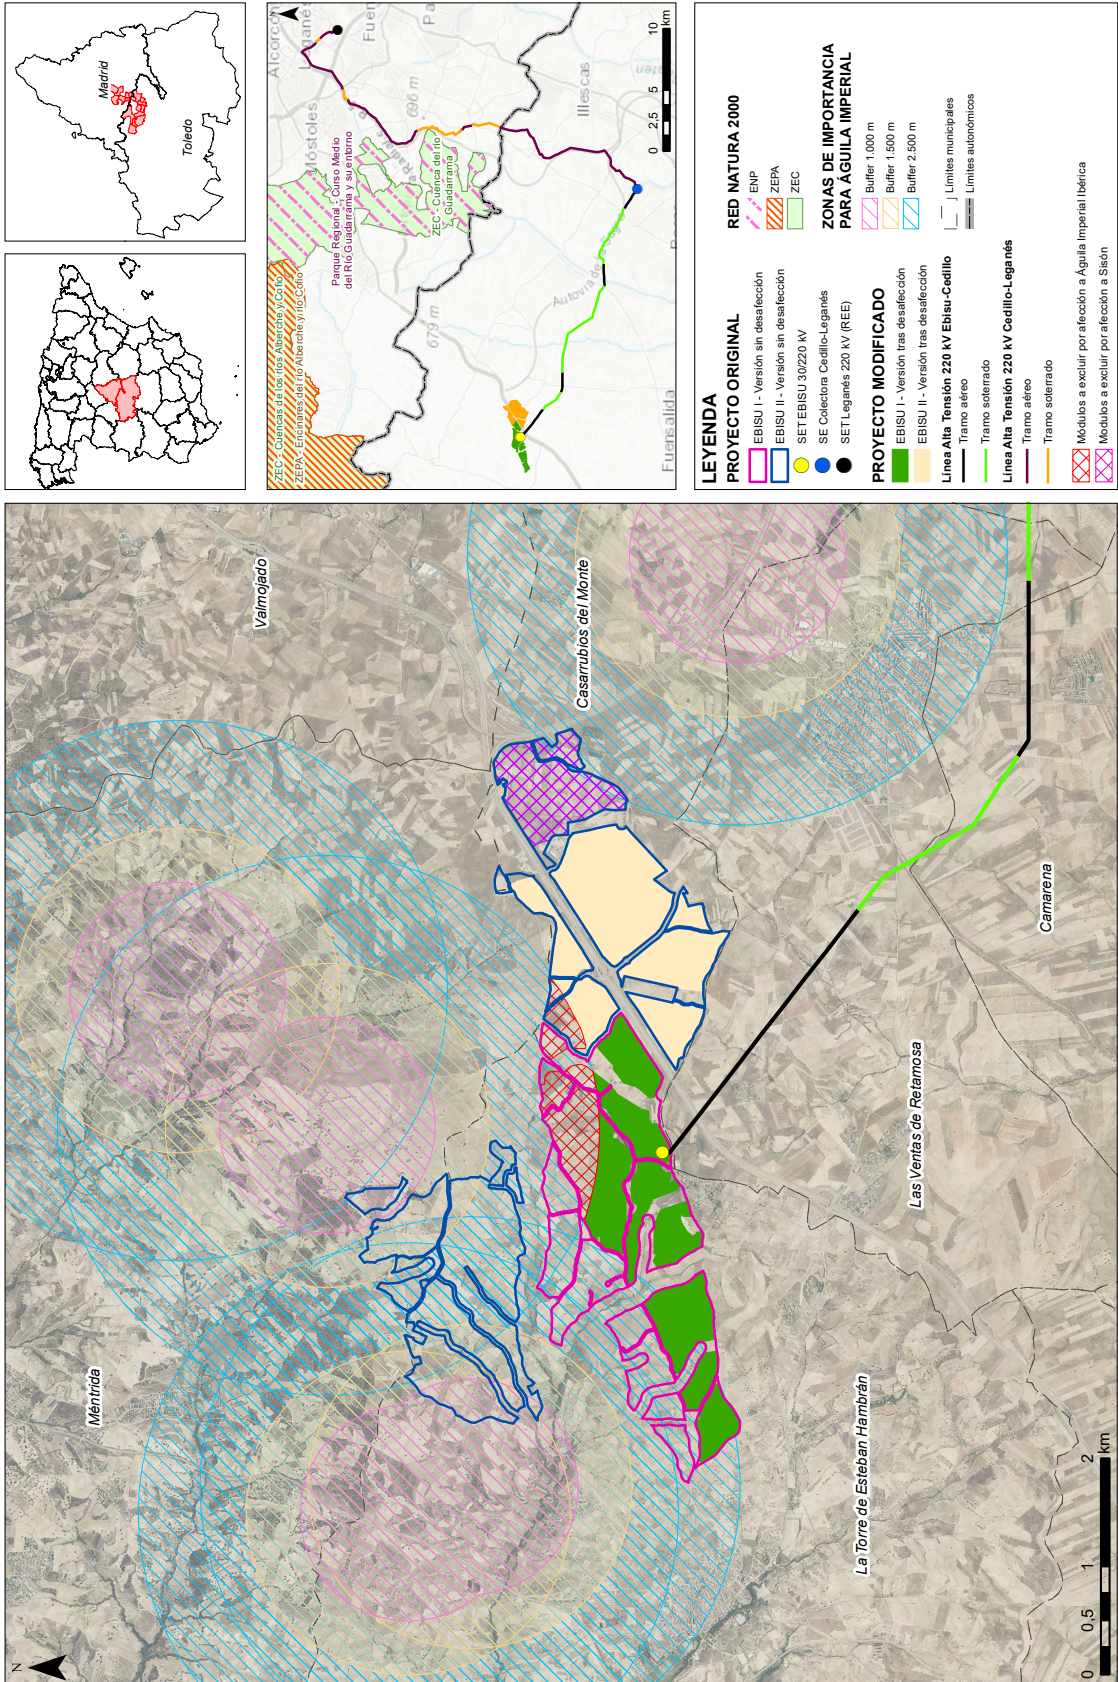 N
Méntrida
Valmojado
Casarrubios del Monte
La Torre de Esteban Hambrán
Las Ventas de Retamosa
Camarena
0 0,5 1 2
km
Madrid
Toledo
ZEC - Cuencas de los ríos Alberche y Cofio
ZEPA - Encinares del río Alberche y río Cofio
Parque Regional - Curso Medio
del Río Guadarrama y su entorno
ZEC - Cuenca del río
Guadarrama
Alcorcón
Leganés
Móstoles
696 m
679 m
Illescas
Fuensalida
0 2,5 5 10
km
LEYENDA
PROYECTO ORIGINAL
EBISU I - Versión sin desafección
EBISU II - Versión sin desafección
SET EBISU 30/220 kV
SE Colectora Cedillo-Leganés
SET Leganés 220 kV (REE)
PROYECTO MODIFICADO
EBISU I - Versión tras desafección
EBISU II - Versión tras desafección
Línea Alta Tensión 220 kV Ebisu-Cedillo
Tramo aéreo
Tramo soterrado
Línea Alta Tensión 220 kV Cedillo-Leganés
Tramo aéreo
Tramo soterrado
Modulos a excluir por afección a Águila Imperial Ibérica
Modulos a excluir por afección a Sisón
RED NATURA 2000
ENP
ZEPA
ZEC
ZONAS DE IMPORTANCIA
PARA ÁGUILA IMPERIAL
Buffer 1.000 m
Buffer 1.500 m
Buffer 2.500 m
Límites municipales
Límites autonómicos